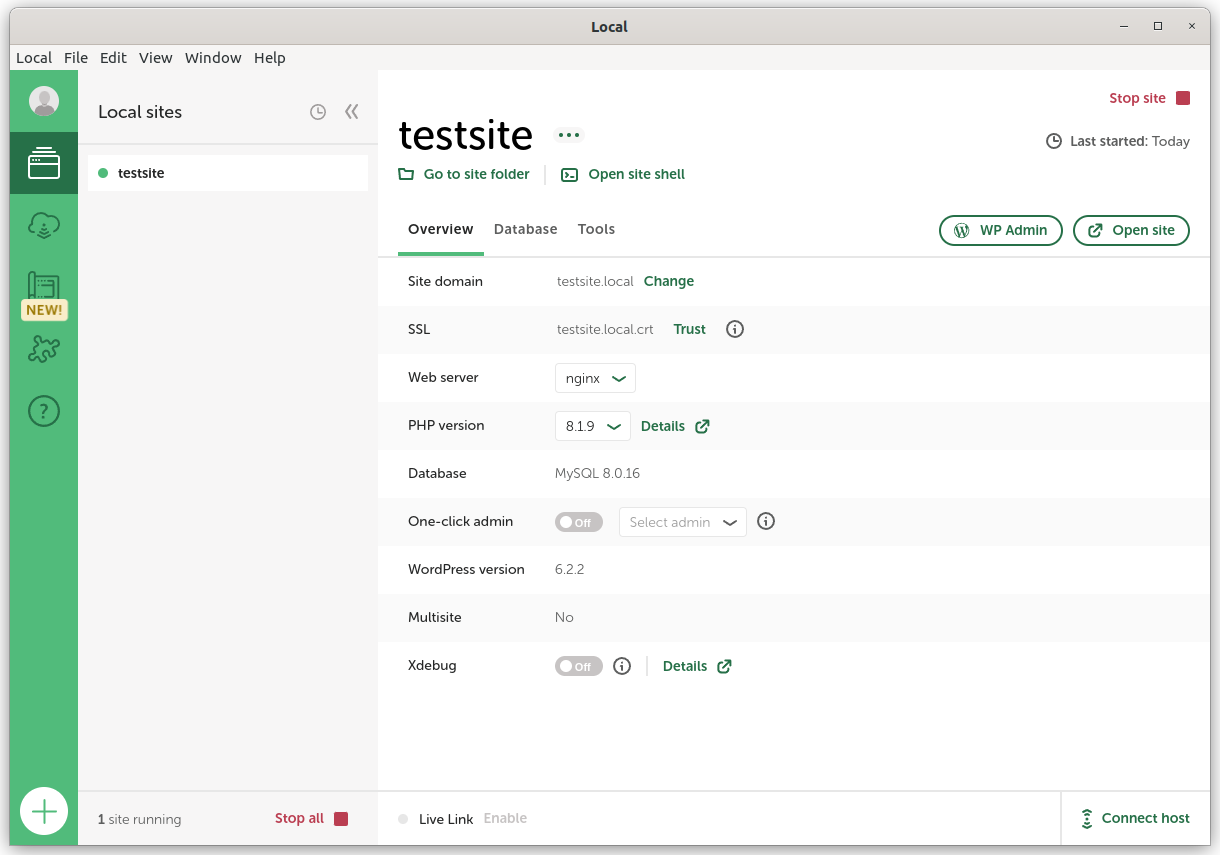 Local
Local File Edit View Window Help
Local sites
testsite
NEW!
?
1 site running Stop all
Stop site
testsite ...
Last started: Today
Go to site folder Open site shell
Overview Database Tools WP Admin Open site
Site domain testsite.local Change
SSL testsite.local.crt Trust
Web server nginx
PHP version 8.1.9 Details
Database MySQL 8.0.16
One-click admin Off Select admin
WordPress version 6.2.2
Multisite No
Xdebug Off Details
Live Link Enable Connect host